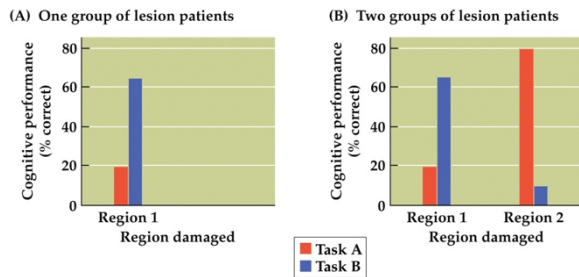 (A) One group of lesion patients
Cognitive performance
(% correct)
80
60
40
20
0
Region 1
Region damaged
(B) Two groups of lesion patients
Cognitive performance
(% correct)
80
60
40
20
0
Region 1 Region 2
Region damaged
Task A
Task B